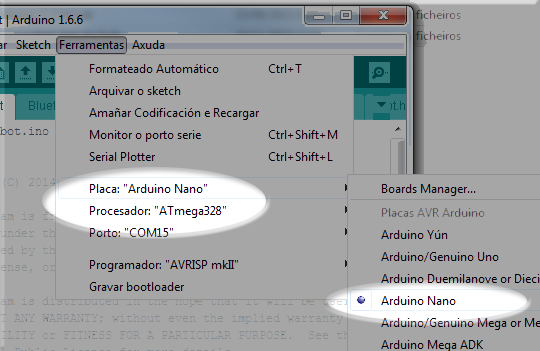 ficheiros
| Arduino 1.6.6
ficheiros
ar Sketch Ferramentas Axuda
Formateado Automático Ctrl+T
Arquivar o sketch
Amañar Codificación e Recargar
Monitor o porto serie Ctrl+Shift+M
Serial Plotter Ctrl+Shift+L
Placa: "Arduino Nano"
Procesador: "ATmega328"
Porto: "COM15"
Programador: "AVRISP mkII"
Gravar bootloader
Boards Manager...
Placas AVR Arduino
Arduino Yún
Arduino/Genuino Uno
Arduino Duemilanove or Dieci
Arduino Nano
Arduino/Genuino Mega or Me
Arduino Mega ADK
t Bluet
ut.h
bot.ino
(C) 2014
am is f
under th
ed by th
ense, or
am is distributed in the hope that it will be use
T ANY WARRANTY; without even the implied warranty
ILITY or FITNESS FOR A PARTICULAR PURPOSE. See th